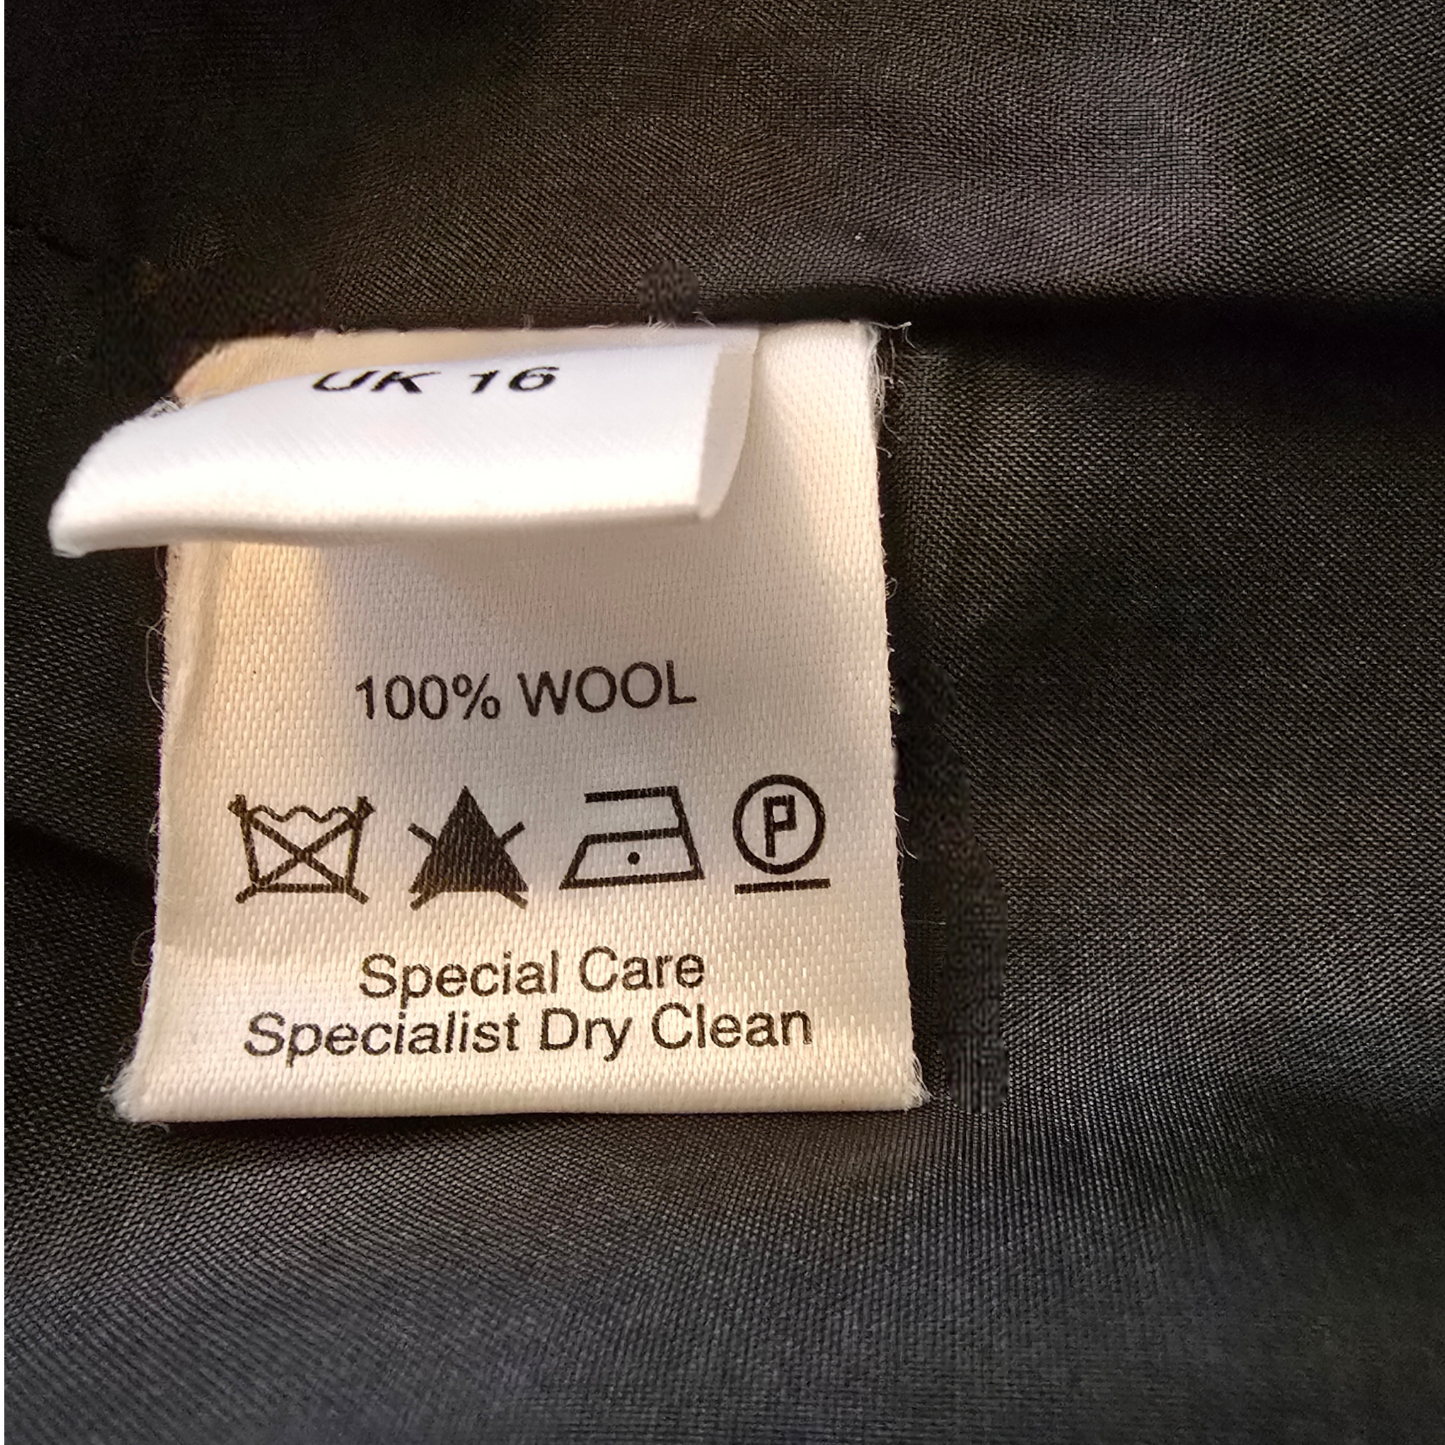 UK 16
100% WOOL
P
Special Care
Specialist Dry Clean